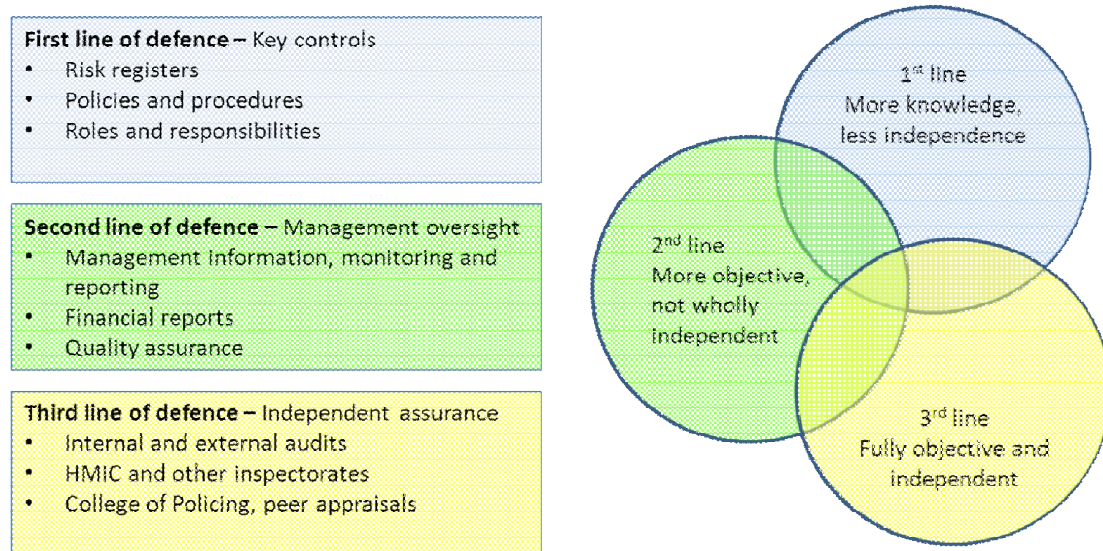 First line of defence – Key controls
• Risk registers
• Policies and procedures
• Roles and responsibilities
Second line of defence – Management oversight
• Management information, monitoring and
reporting
• Financial reports
• Quality assurance
Third line of defence – Independent assurance
• Internal and external audits
• HMIC and other inspectorates
• College of Policing, peer appraisals
1st line
More knowledge,
less independence
2nd line
More objective,
not wholly
independent
3rd line
Fully objective and
independent